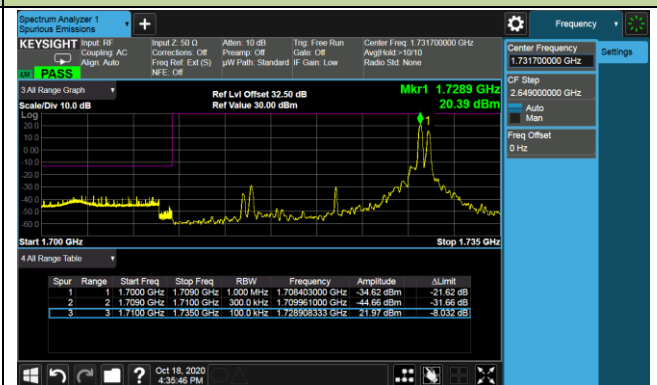 Spectrum Analyzer 1
Spurious Emissions
Frequency
KEYSIGHT Input: RF Input Z: 50 Ω Atten: 10 dB Trig: Free Run Center Freq: 1.731700000 GHz
Coupling: AC Corrections: Off Preamp: Off Gate: Off Avg|Hold:>10/10
Align: Auto Freq Ref: Ext (S) µW Path: Standard IF Gain: Low Radio Std: None
NFE: Off
PASS
Center Frequency
1.731700000 GHz
Settings
CF Step
2.649000000 GHz
Auto
Man
Freq Offset
0 Hz
3 All Range Graph
Ref Lvl Offset 32.50 dB
Mkr1 1.7289 GHz
Scale/Div 10.0 dB
Ref Value 30.00 dBm
20.39 dBm
Log
1
20.0
10.0
0.00
-10.0
-20.0
-30.0
-40.0
-50.0
-60.0
Start 1.700 GHz
Stop 1.735 GHz
4 All Range Table
Spur Range Start Freq Stop Freq RBW Frequency Amplitude ΔLimit
1 1 1.7000 GHz 1.7090 GHz 1.000 MHz 1.708403000 GHz -34.62 dBm -21.62 dB
2 2 1.7090 GHz 1.7100 GHz 300.0 kHz 1.709961000 GHz -44.66 dBm -31.66 dB
3 3 1.7100 GHz 1.7350 GHz 100.0 kHz 1.728908333 GHz 21.97 dBm -8.032 dB
?
Oct 18, 2020
4:35:46 PM